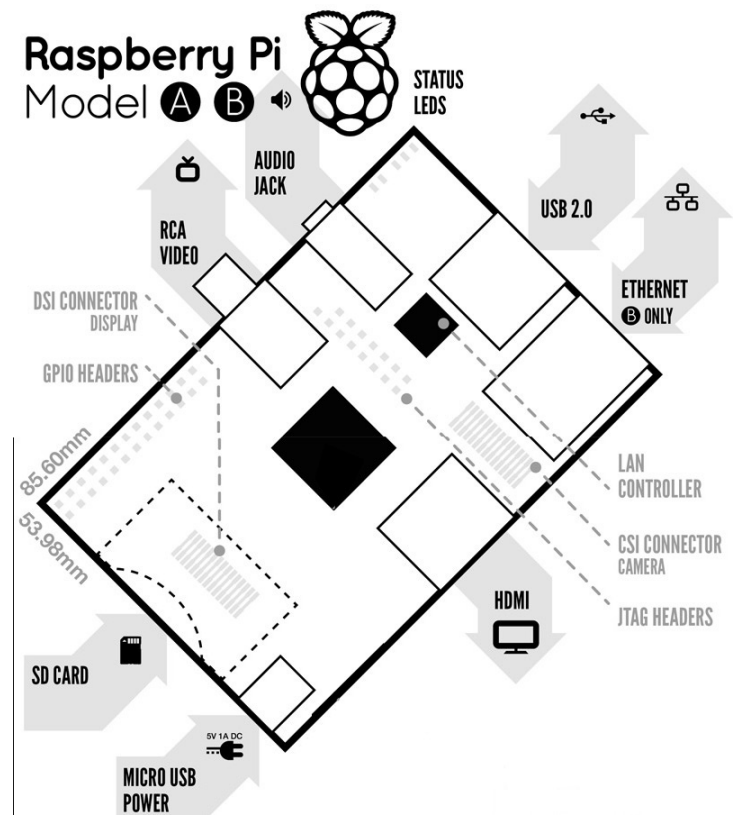 Raspberry Pi
Model A B
STATUS
LEDS
AUDIO
JACK
RCA
VIDEO
USB 2.0
ETHERNET
B ONLY
DSI CONNECTOR
DISPLAY
GPIO HEADERS
85.60mm
53.98mm
LAN
CONTROLLER
CSI CONNECTOR
CAMERA
JTAG HEADERS
HDMI
SD CARD
5V 1A DC
MICRO USB
POWER